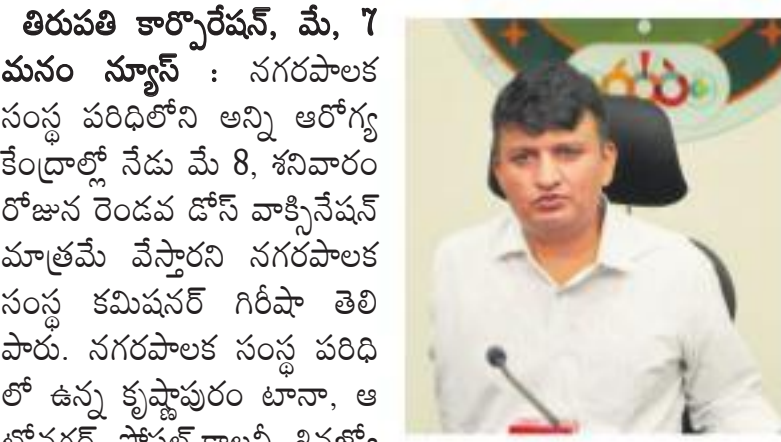 తిరుపతి కార్పొరేషన్, మే, 7
మనం న్యూస్ : నగరపాలక
సంస్థ పరిధిలోని అన్ని ఆరోగ్య
కేంద్రాల్లో నేడు మే 8, శనివారం
రోజున రెండవ డోస్ వాక్సినేషన్
మాత్రమే వేస్తారని నగరపాలక
సంస్థ కమిషనర్ గిరీషా తెలి
పారు. నగరపాలక సంస్థ పరిధి
లో ఉన్న కృష్ణాపురం టానా, ఆ